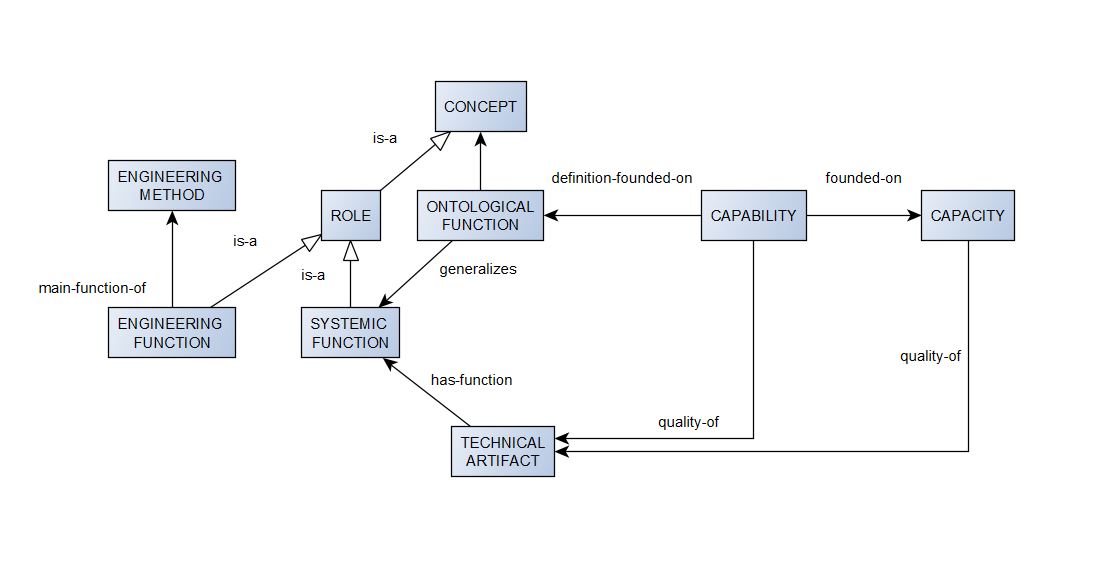 CONCEPT
is-a
ENGINEERING
METHOD
definition-founded-on
founded-on
ROLE
ONTOLOGICAL
FUNCTION
CAPABILITY
CAPACITY
is-a
is-a
generalizes
main-function-of
ENGINEERING
FUNCTION
SYSTEMIC
FUNCTION
quality-of
has-function
quality-of
TECHNICAL
ARTIFACT